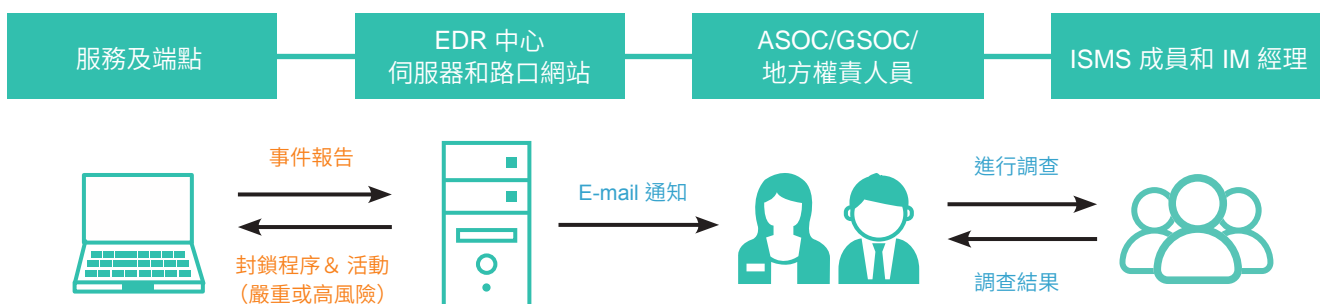 服務及端點
EDR 中心
伺服器和路口網站
ASOC/GSOC/
地方權責人員
ISMS 成員和 IM 經理
事件報告
封鎖程序& 活動
(嚴重或高風險)
E-mail 通知
進行調查
調查結果